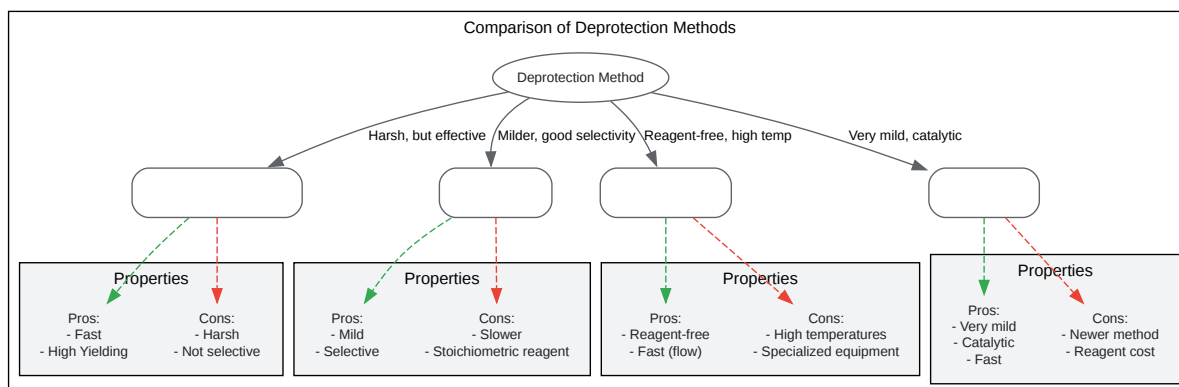 Comparison of Deprotection Methods
Deprotection Method
Harsh, but effective
Milder, good selectivity
Reagent-free, high temp
Very mild, catalytic
Properties
Pros:
- Fast
- High Yielding
Cons:
- Harsh
- Not selective
Properties
Pros:
- Mild
- Selective
Cons:
- Slower
- Stoichiometric reagent
Properties
Pros:
- Reagent-free
- Fast (flow)
Cons:
- High temperatures
- Specialized equipment
Properties
Pros:
- Very mild
- Catalytic
- Fast
Cons:
- Newer method
- Reagent cost